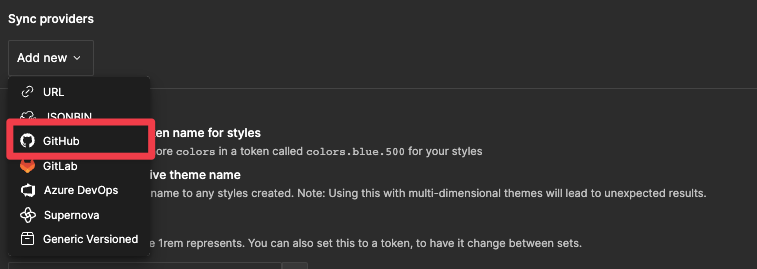 Sync providers
Add new
URL
JSONBIN
ken name for styles
GitHub
ore colors in a token called colors.blue.500 for your styles
GitLab
ive theme name
Azure DevOps
name to any styles created. Note: Using this with multi-dimensional themes will lead to unexpected results.
Supernova
Generic Versioned
e 1rem represents. You can also set this to a token, to have it change between sets.